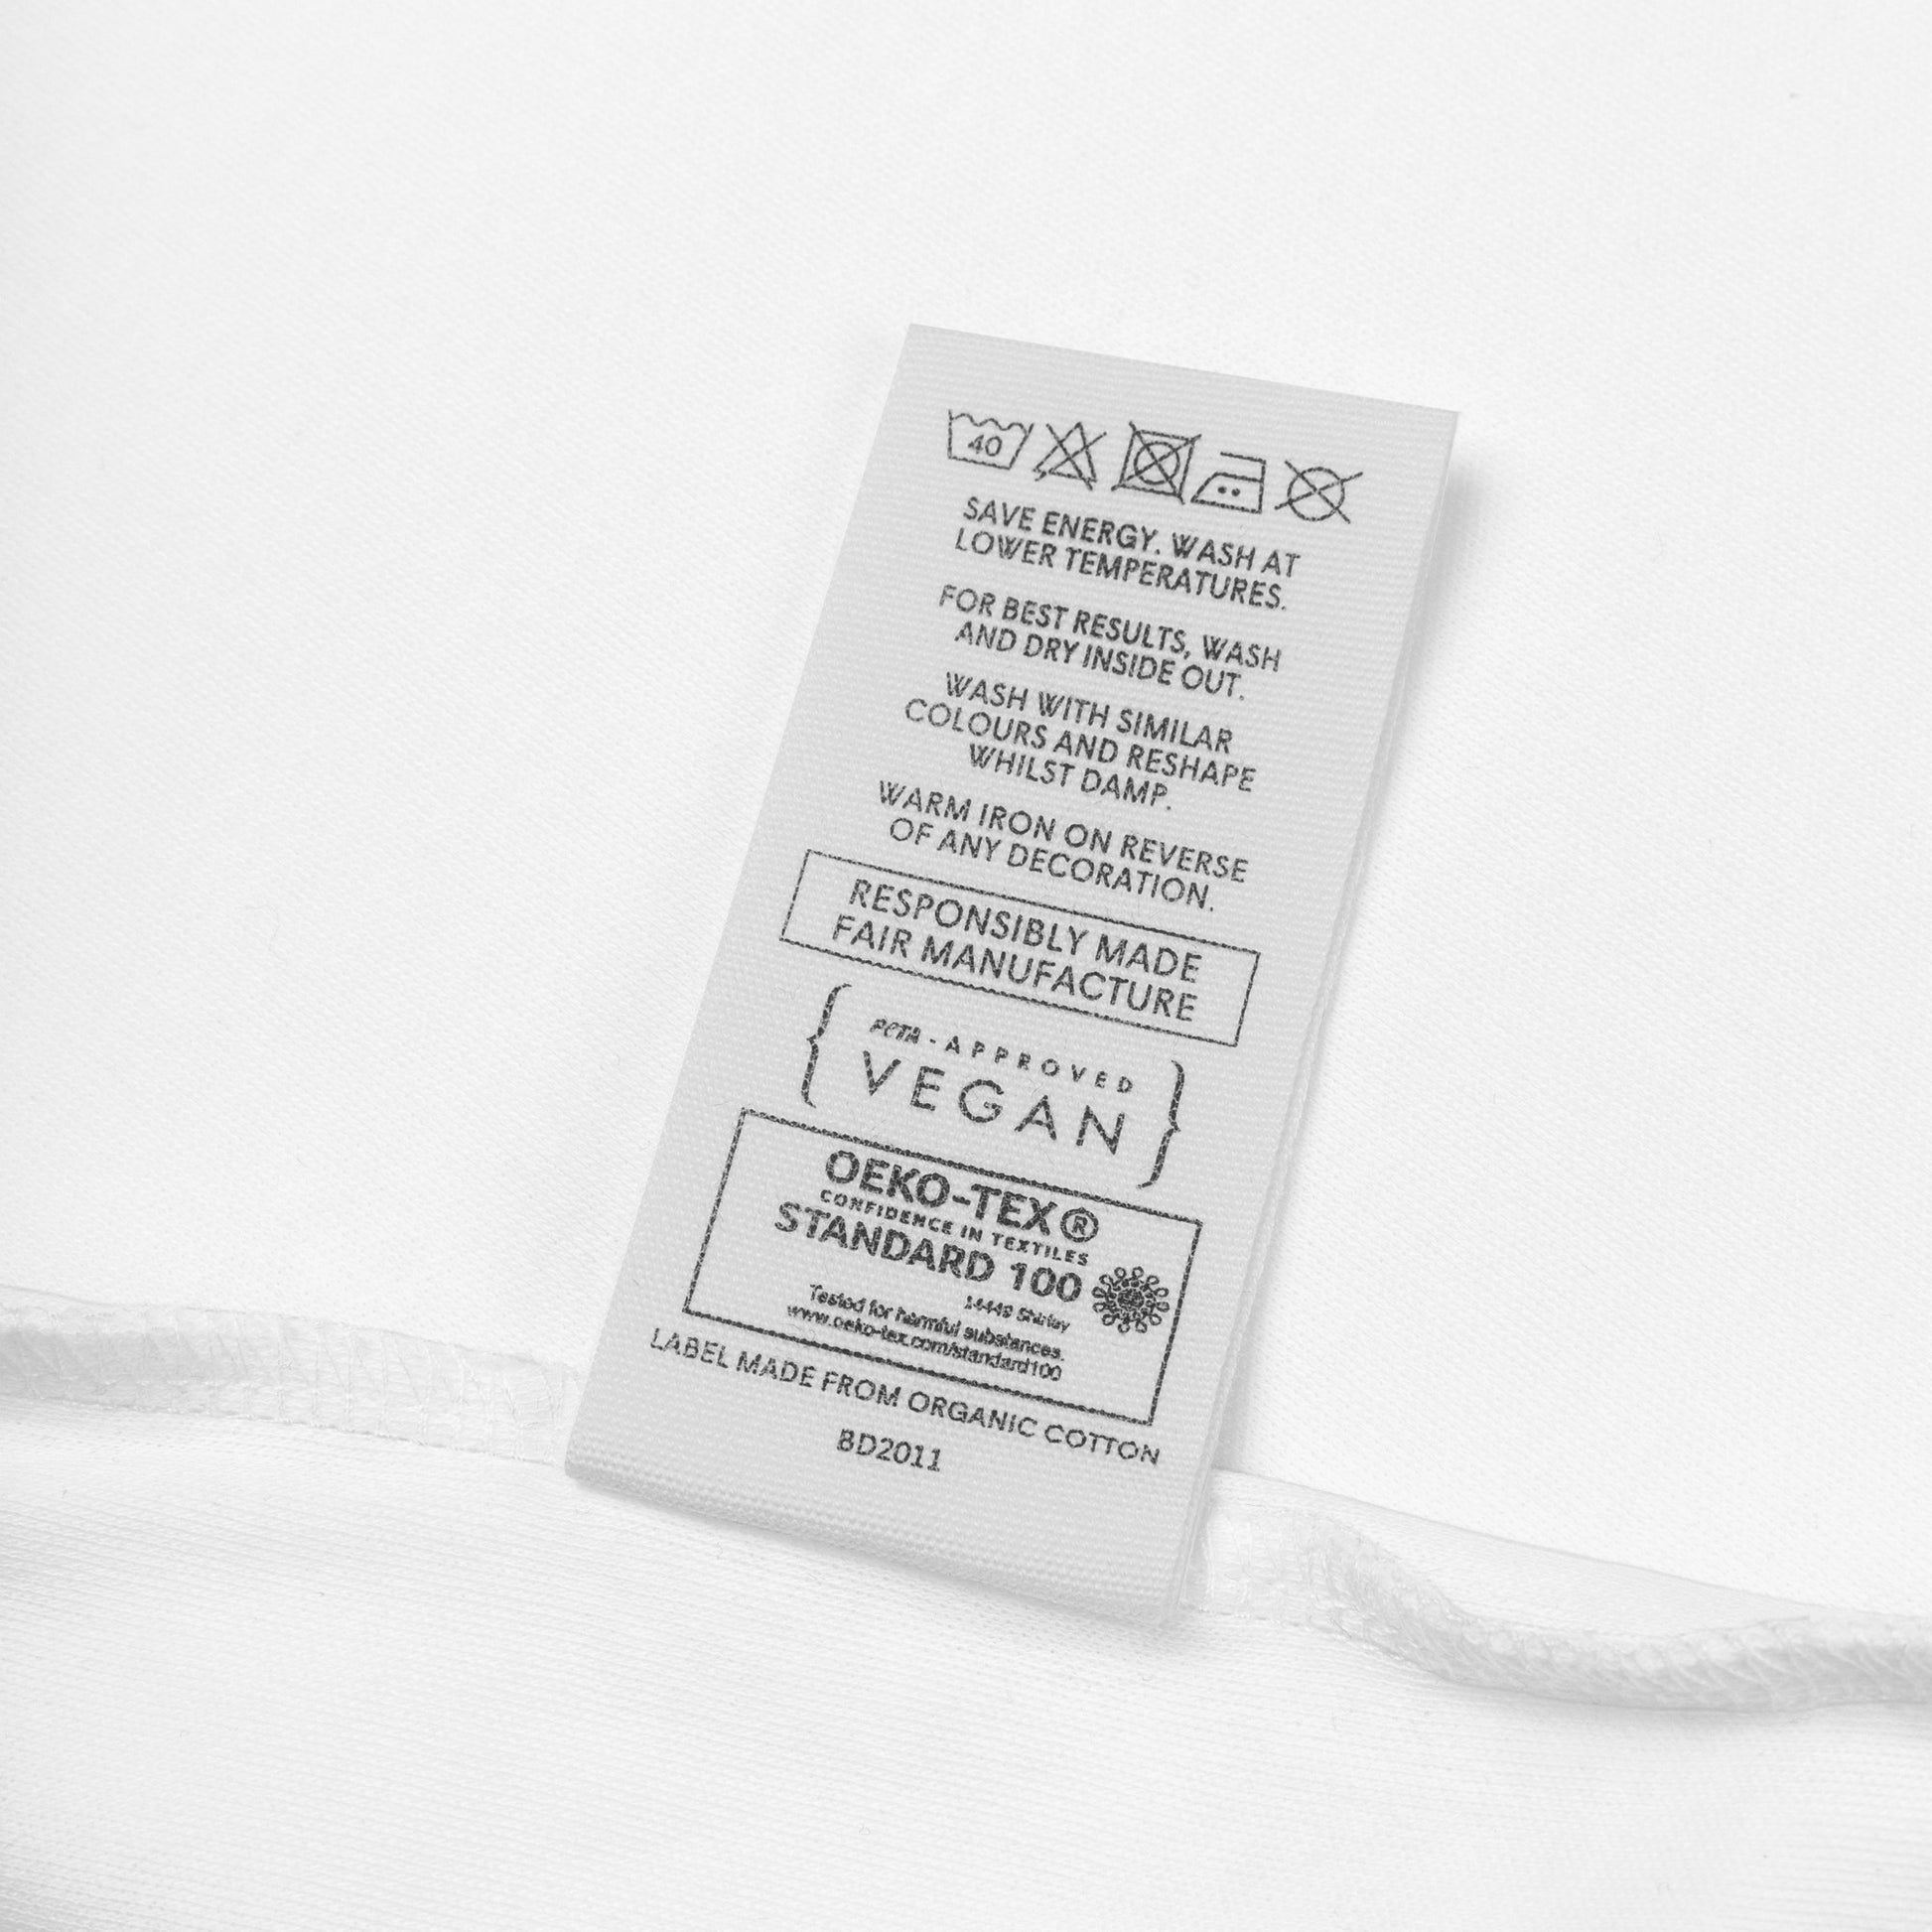 40
SAVE ENERGY. WASH AT
LOWER TEMPERATURES.
FOR BEST RESULTS, WASH
AND DRY INSIDE OUT.
WASH WITH SIMILAR
COLOURS AND RESHAPE
WHILST DAMP.
WARM IRON ON REVERSE
OF ANY DECORATION.
RESPONSIBLY MADE
FAIR MANUFACTURE
PETA - APPROVED
VEGAN
OEKO-TEX®
CONFIDENCE IN TEXTILES
STANDARD 100
14449 Shirley
Tested for harmful substances.
www.oeko-tex.com/standard100
LABEL MADE FROM ORGANIC COTTON
BD2011